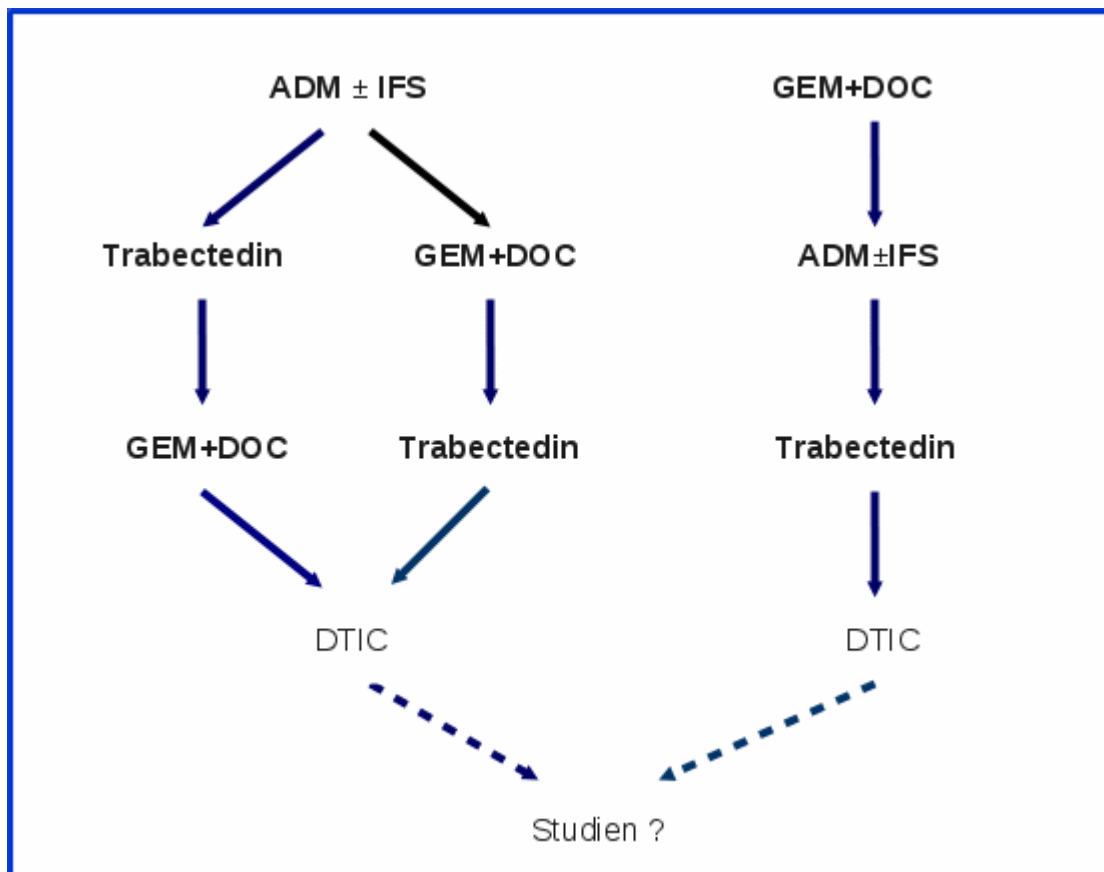 ADM ± IFS
GEM+DOC
Trabectedin
GEM+DOC
ADM±IFS
GEM+DOC
Trabectedin
Trabectedin
DTIC
DTIC
Studien ?